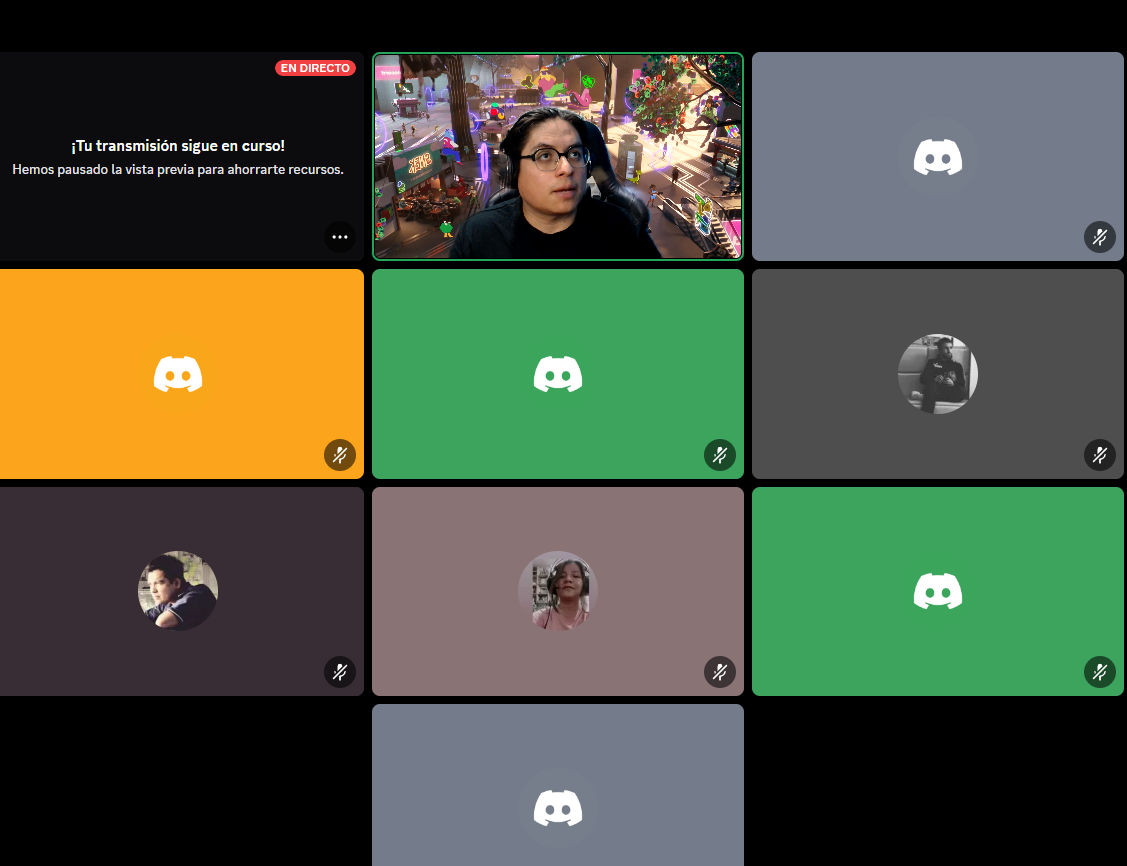 EN DIRECTO
¡Tu transmisión sigue en curso!
Hemos pausado la vista previa para ahorrarte recursos.